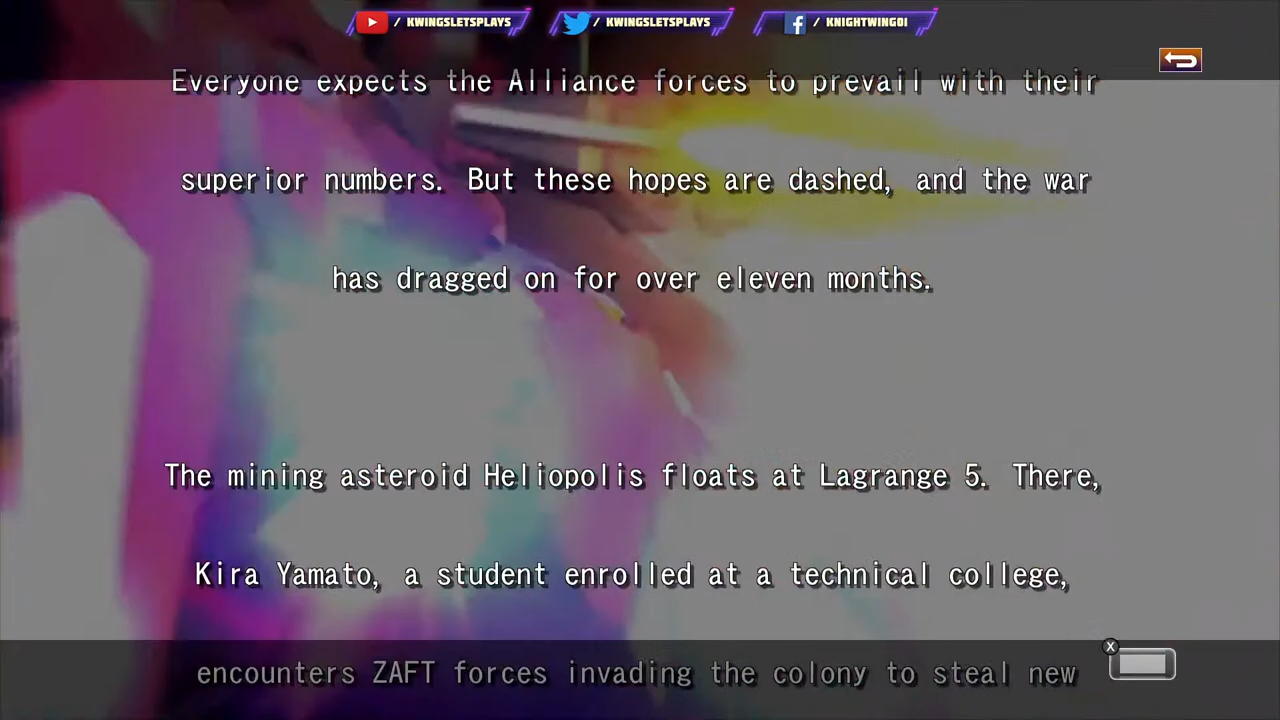 / KWINGSLETSPLAYS / KWINGSLETSPLAYS / KNIGHTWING01
Everyone expects the Alliance forces to prevail with their
superior numbers. But these hopes are dashed, and the war
has dragged on for over eleven months.
The mining asteroid Heliopolis floats at Lagrange 5. There,
Kira Yamato, a student enrolled at a technical college,
X
encounters ZAFT forces invading the colony to steal new